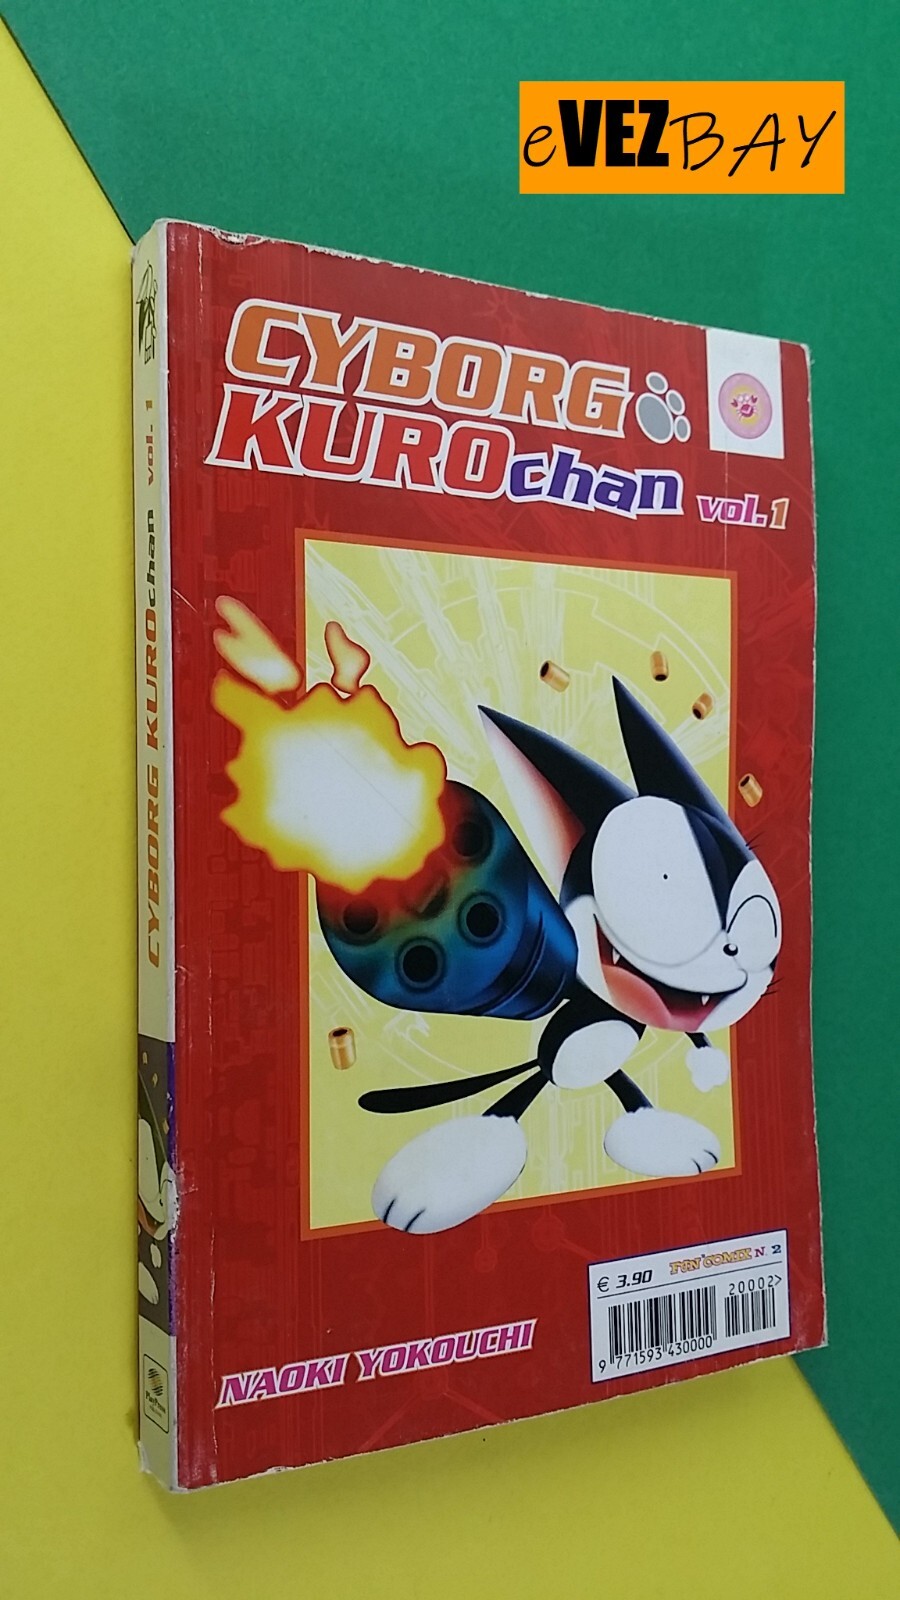 eVEZBAY
CYBORG
KUROchan vol.1
CYBORG KUROchan vol. 1
€ 3.90 FUN COMIX N. 2
20002>
9 771593 430000
NAOKI YOKOUCHI
PlayPress